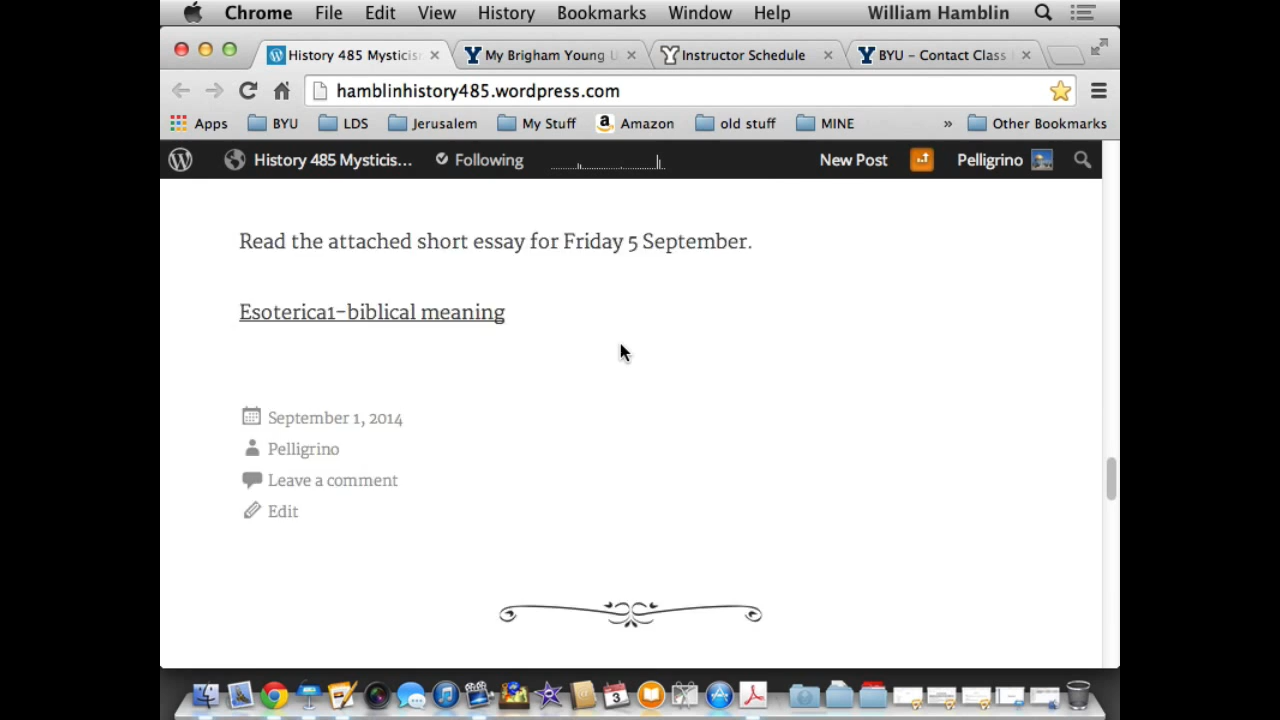 Chrome File Edit View History Bookmarks Window Help William Hamblin
History 485 Mysticis My Brigham Young U Instructor Schedule BYU – Contact Class
hamblinhistory485.wordpress.com
Apps BYU LDS Jerusalem My Stuff Amazon old stuff MINE » Other Bookmarks
History 485 Mysticis... Following New Post Pelligrino
Read the attached short essay for Friday 5 September.
Esoterica1-biblical meaning
September 1, 2014
Pelligrino
Leave a comment
Edit
3